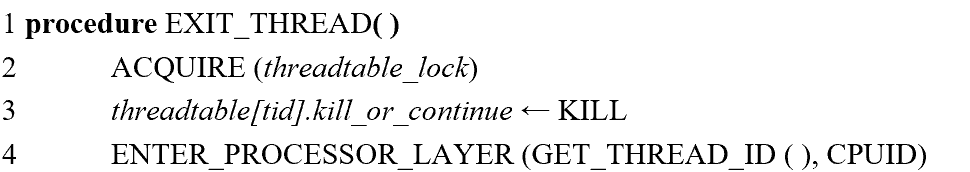 1 procedure EXIT_THREAD( )
2 ACQUIRE (threadtable_lock)
3 threadtable[tid].kill_or_continue ← KILL
4 ENTER_PROCESSOR_LAYER (GET_THREAD_ID ( ), CPUID)